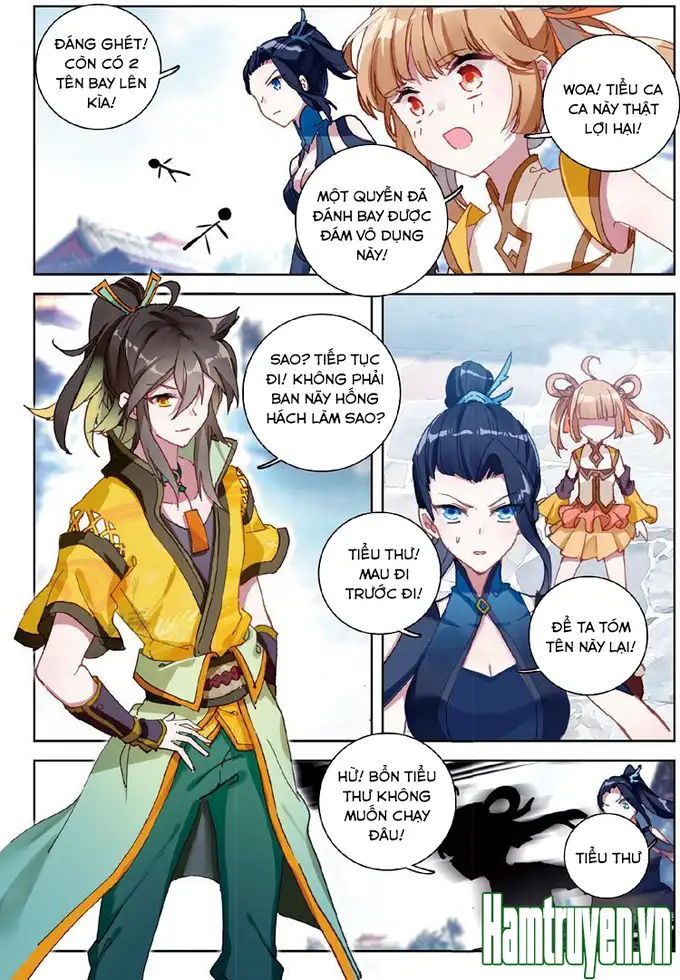 ĐÁNG GHÉT!
CÒN CÓ 2
TÊN BAY LÊN
KÌA!
WOA! TIỂU CA
CA NÀY THẬT
LỢI HẠI!
MỘT QUYỀN ĐÃ
ĐÁNH BAY ĐƯỢC
ĐÁM VÔ DỤNG
NÀY!
SAO? TIẾP TỤC
ĐI! KHÔNG PHẢI
BAN NÃY HỐNG
HÁCH LẮM SAO?
TIỂU THƯ!
MAU ĐI
TRƯỚC ĐI!
ĐỂ TA TÓM
TÊN NÀY LẠI!
HỪ! BỔN TIỂU
THƯ KHÔNG
MUỐN CHẠY
ĐÂU!
TIỂU THƯ
Hamtruyen.vn